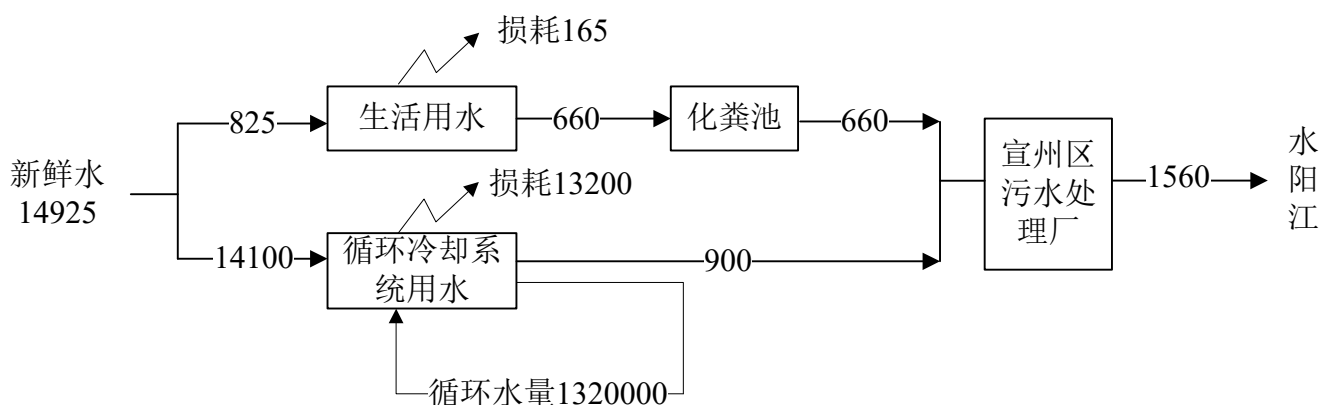 损耗165
825
生活用水
660
化粪池
660
新鲜水
14925
损耗13200
14100
循环冷却系
统用水
900
循环水量1320000
宣州区
污水处
理厂
1560
水
阳
江